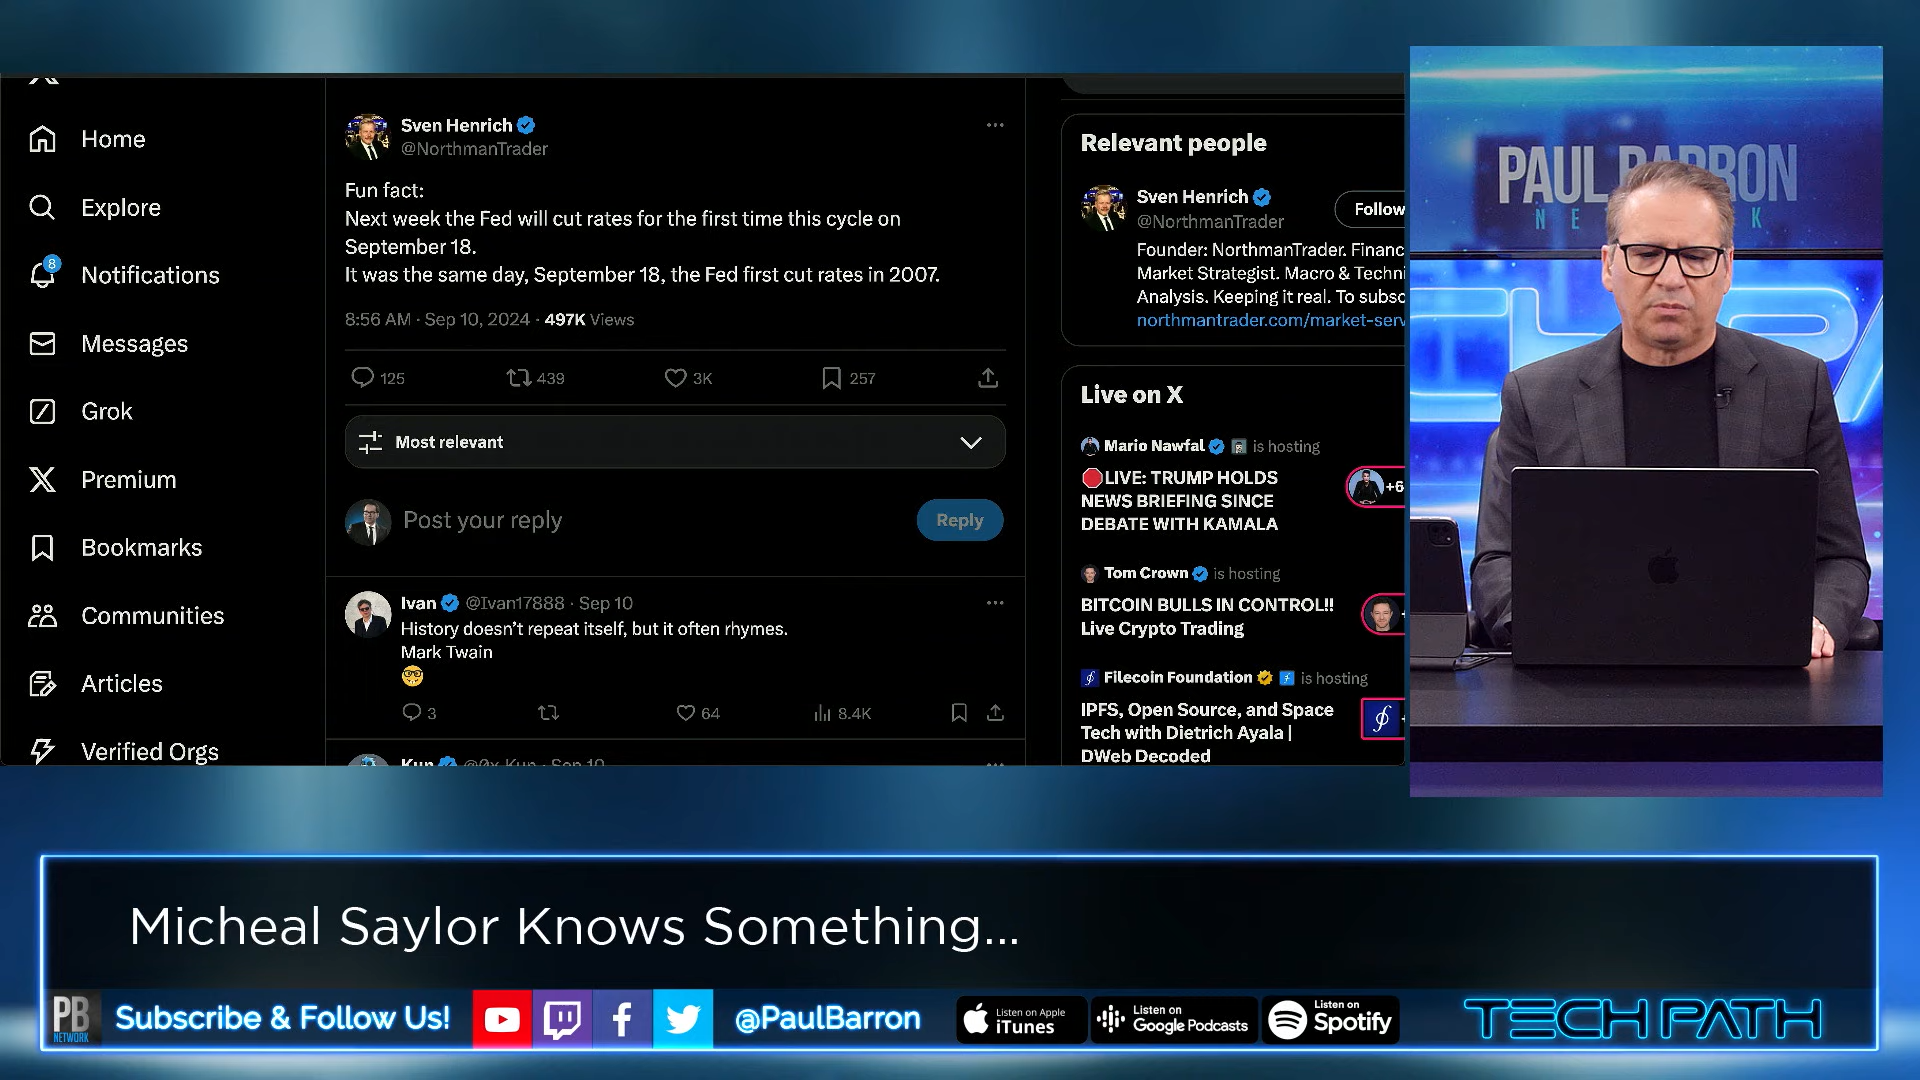 Home
Explore
8
Notifications
Messages
Grok
Premium
Bookmarks
Communities
Articles
Verified Orgs
Sven Henrich
@NorthmanTrader
Fun fact:
Next week the Fed will cut rates for the first time this cycle on
September 18.
It was the same day, September 18, the Fed first cut rates in 2007.
8:56 AM · Sep 10, 2024 · 497K Views
125 439 3K 257
Most relevant
Post your reply
Reply
Ivan @Ivan17888 · Sep 10
History doesn't repeat itself, but it often rhymes.
Mark Twain
3 64 8.4K
Kun @0x Kun · Sep 10
Relevant people
Sven Henrich
@NorthmanTrader
Follow
Founder: NorthmanTrader. Financ
Market Strategist. Macro & Techni
Analysis. Keeping it real. To subsc
northmantrader.com/market-serv
Live on X
Mario Nawfal is hosting
LIVE: TRUMP HOLDS
NEWS BRIEFING SINCE
DEBATE WITH KAMALA
+6
Tom Crown is hosting
BITCOIN BULLS IN CONTROL!!
Live Crypto Trading
Filecoin Foundation is hosting
IPFS, Open Source, and Space
Tech with Dietrich Ayala |
DWeb Decoded
PAUL BARRON
Micheal Saylor Knows Something...
PB
NETWORK
Subscribe & Follow Us!
@PaulBarron
Listen on Apple
iTunes
Listen on
Google Podcasts
Listen on
Spotify
TECH PATH